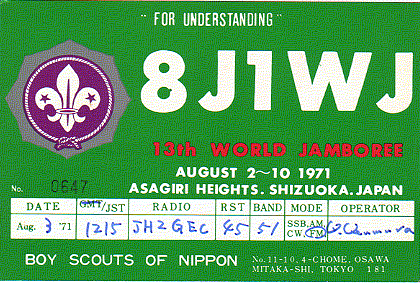 " FOR UNDERSTANDING "
8J1WJ
13th WORLD JAMBOREE
AUGUST 2~10 1971
No. 0647
ASAGIRI HEIGHTS. SHIZUOKA. JAPAN
DATE GMT/JST RADIO RST BAND MODE OPERATOR
Aug. 3 '71 1215 JH2GEC 45 51 SSB.AM CW.FM
BOY SCOUTS OF NIPPON
No.11-10, 4-CHOME, OSAWA
MITAKA-SHI, TOKYO 181